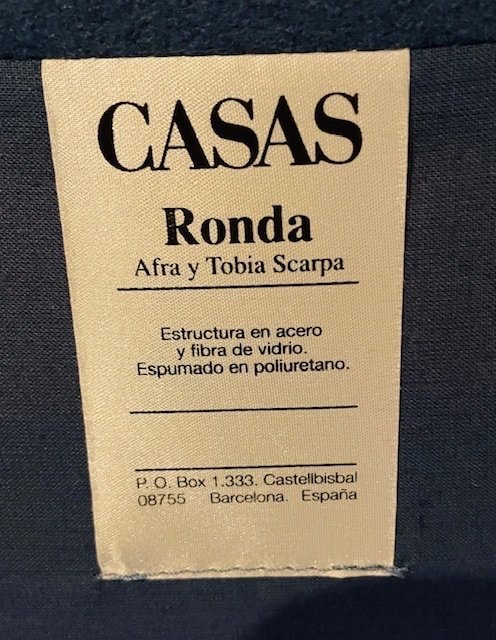 CASAS
Ronda
Afra y Tobia Scarpa
Estructura en acero
y fibra de vidrio.
Espumado en poliuretano.
P. O. Box 1.333. Castellbisbal
08755 Barcelona. España